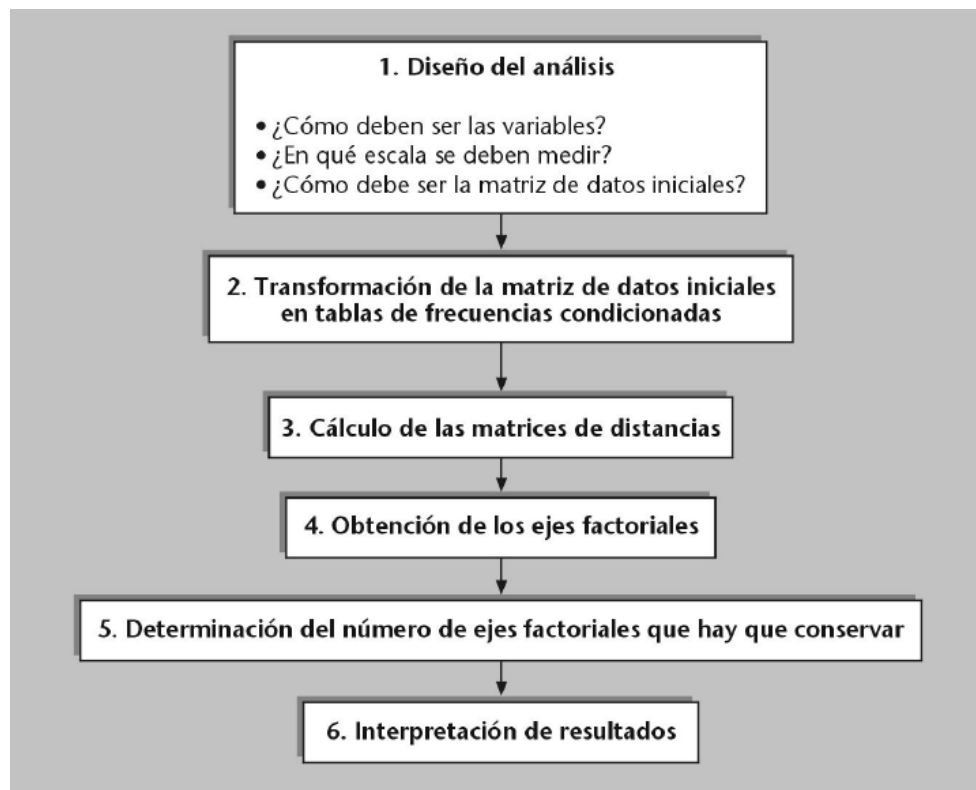 1. Diseño del análisis
• ¿Cómo deben ser las variables?
• ¿En qué escala se deben medir?
• ¿Cómo debe ser la matriz de datos iniciales?
2. Transformación de la matriz de datos iniciales
en tablas de frecuencias condicionadas
3. Cálculo de las matrices de distancias
4. Obtención de los ejes factoriales
5. Determinación del número de ejes factoriales que hay que conservar
6. Interpretación de resultados